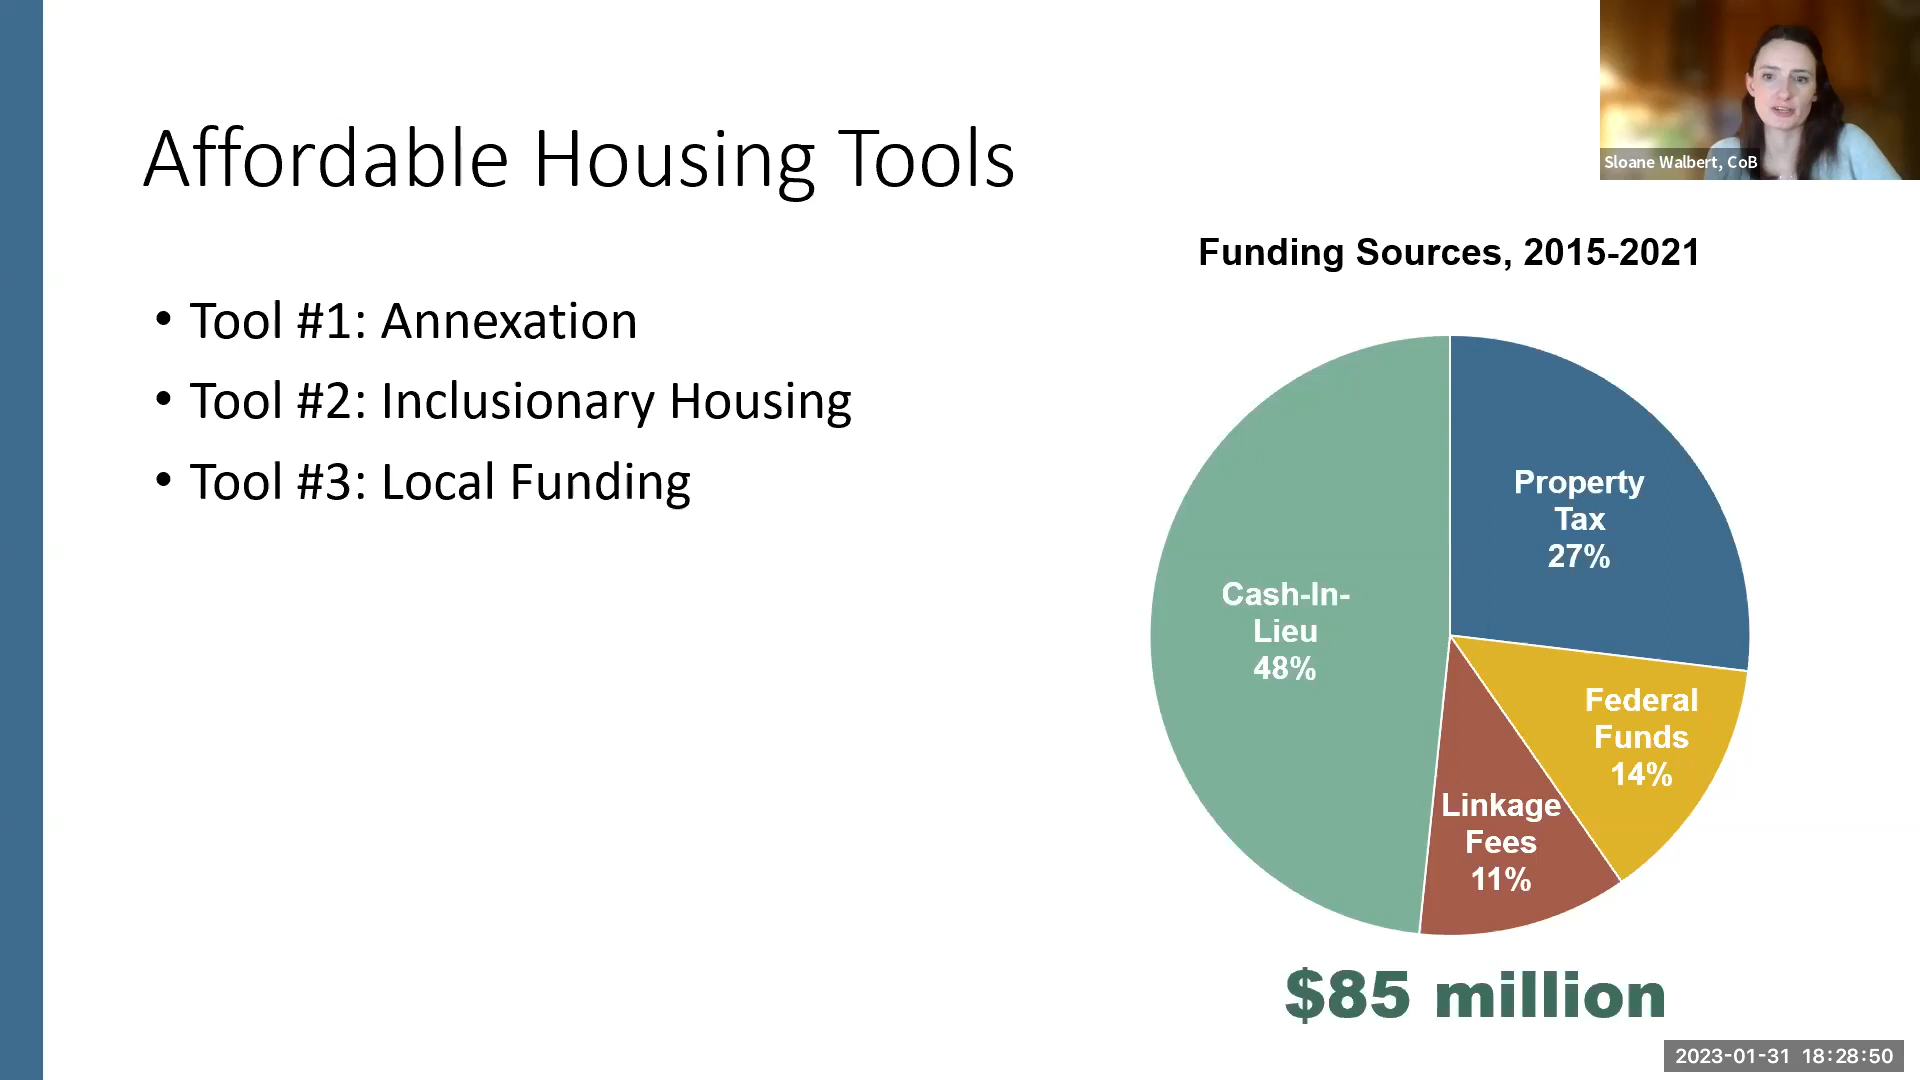 Affordable Housing Tools
• Tool #1: Annexation
• Tool #2: Inclusionary Housing
• Tool #3: Local Funding
Sloane Walbert, CoB
Funding Sources, 2015-2021
Property
Tax
27%
Federal
Funds
14%
Linkage
Fees
11%
Cash-In-
Lieu
48%
$85 million
2023-01-31 18:28:50